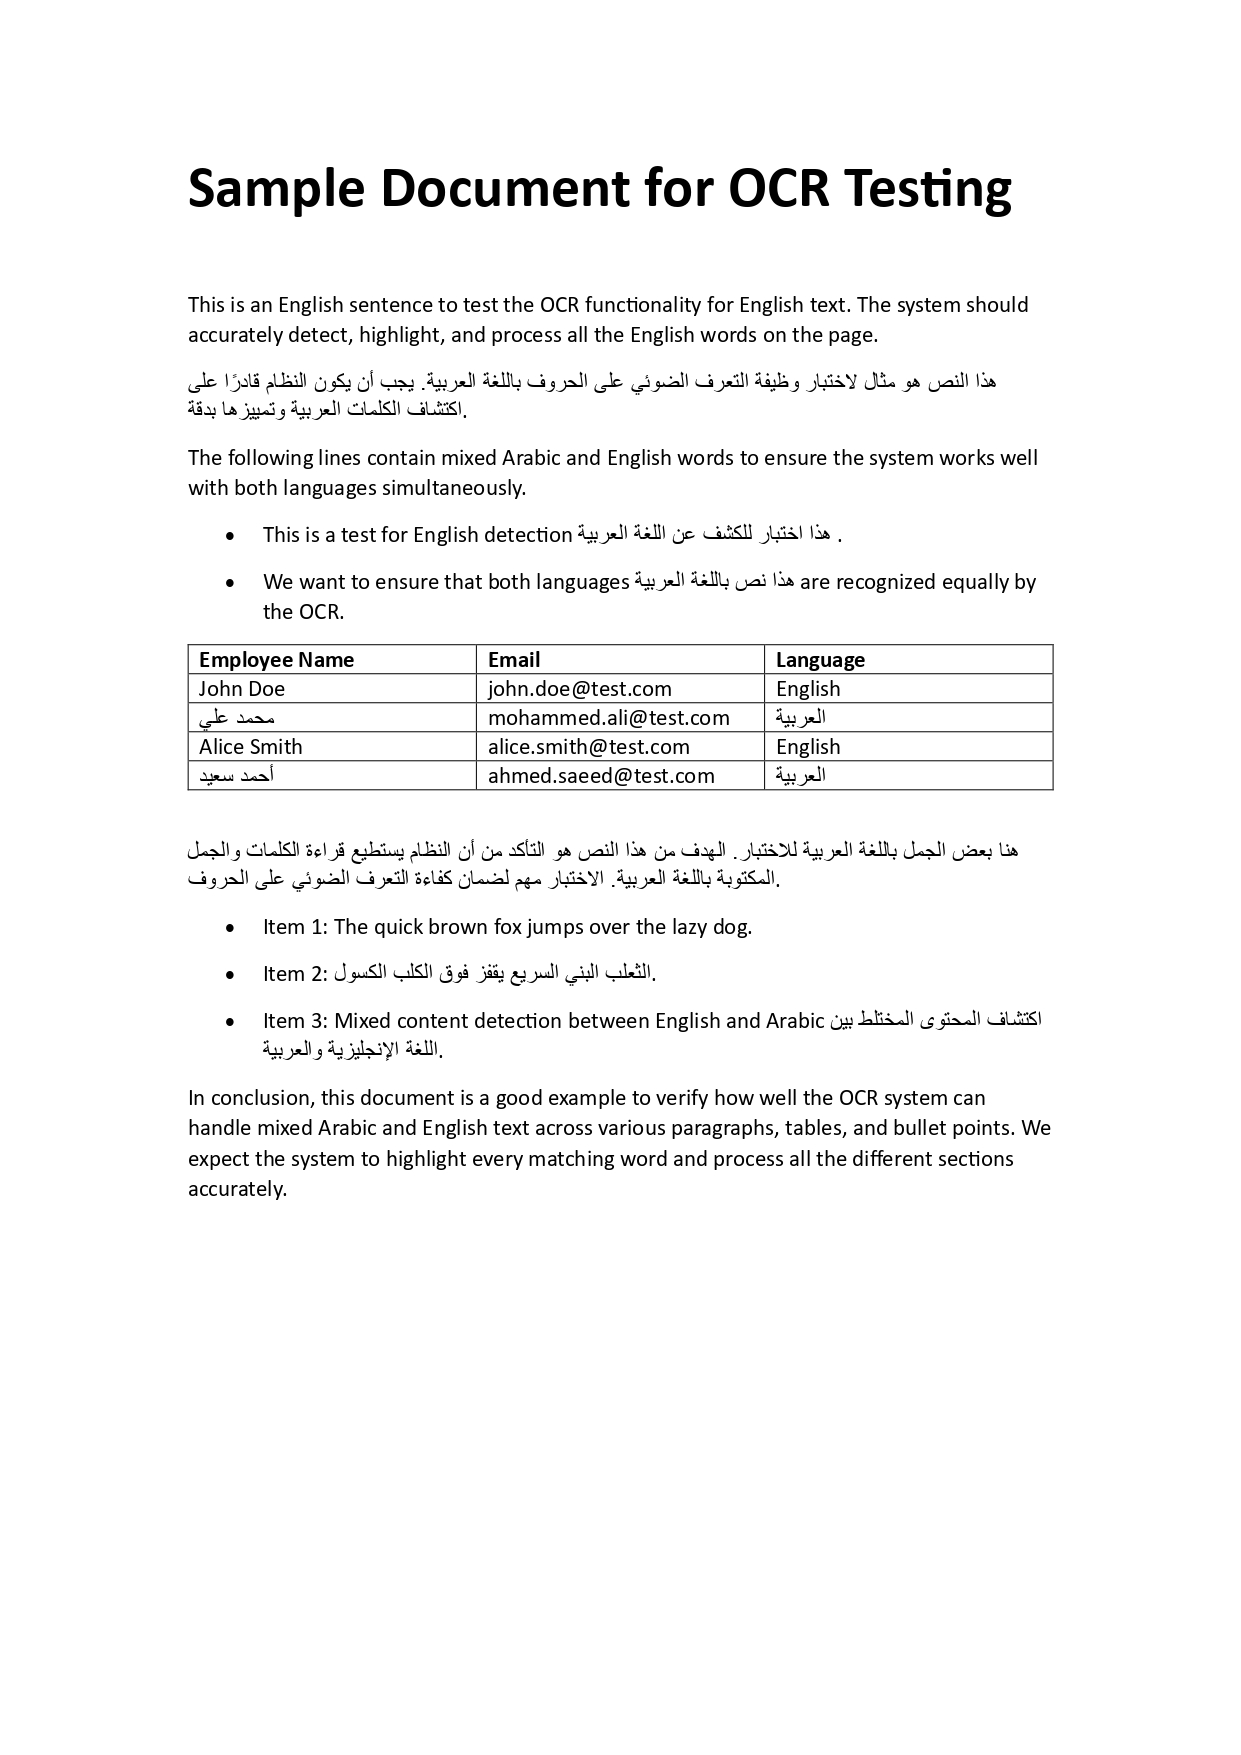 Sample Document for OCR Testing
This is an English sentence to test the OCR functionality for English text. The system should
accurately detect, highlight, and process all the English words on the page.
هذا النص هو مثال لاختبار وظيفة التعرف الضوئي على الحروف باللغة العربية. يجب أن يكون النظام قادرًا على
اكتشاف الكلمات العربية وتمييزها بدقة.
The following lines contain mixed Arabic and English words to ensure the system works well
with both languages simultaneously.
• This is a test for English detection هذا اختبار للكشف عن اللغة العربية .
• We want to ensure that both languages هذا نص باللغة العربية are recognized equally by
the OCR.
Employee Name Email Language
John Doe john.doe@test.com English
محمد علي mohammed.ali@test.com العربية
Alice Smith alice.smith@test.com English
أحمد سعيد ahmed.saeed@test.com العربية
هنا بعض الجمل باللغة العربية للاختبار. الهدف من هذا النص هو التأكد من أن النظام يستطيع قراءة الكلمات والجمل
المكتوبة باللغة العربية. الاختبار مهم لضمان كفاءة التعرف الضوئي على الحروف.
• Item 1: The quick brown fox jumps over the lazy dog.
• Item 2: الثعلب البني السريع يقفز فوق الكلب الكسول.
• Item 3: Mixed content detection between English and Arabic اكتشاف المحتوى المختلط بين
اللغة الإنجليزية والعربية.
In conclusion, this document is a good example to verify how well the OCR system can
handle mixed Arabic and English text across various paragraphs, tables, and bullet points. We
expect the system to highlight every matching word and process all the different sections
accurately.